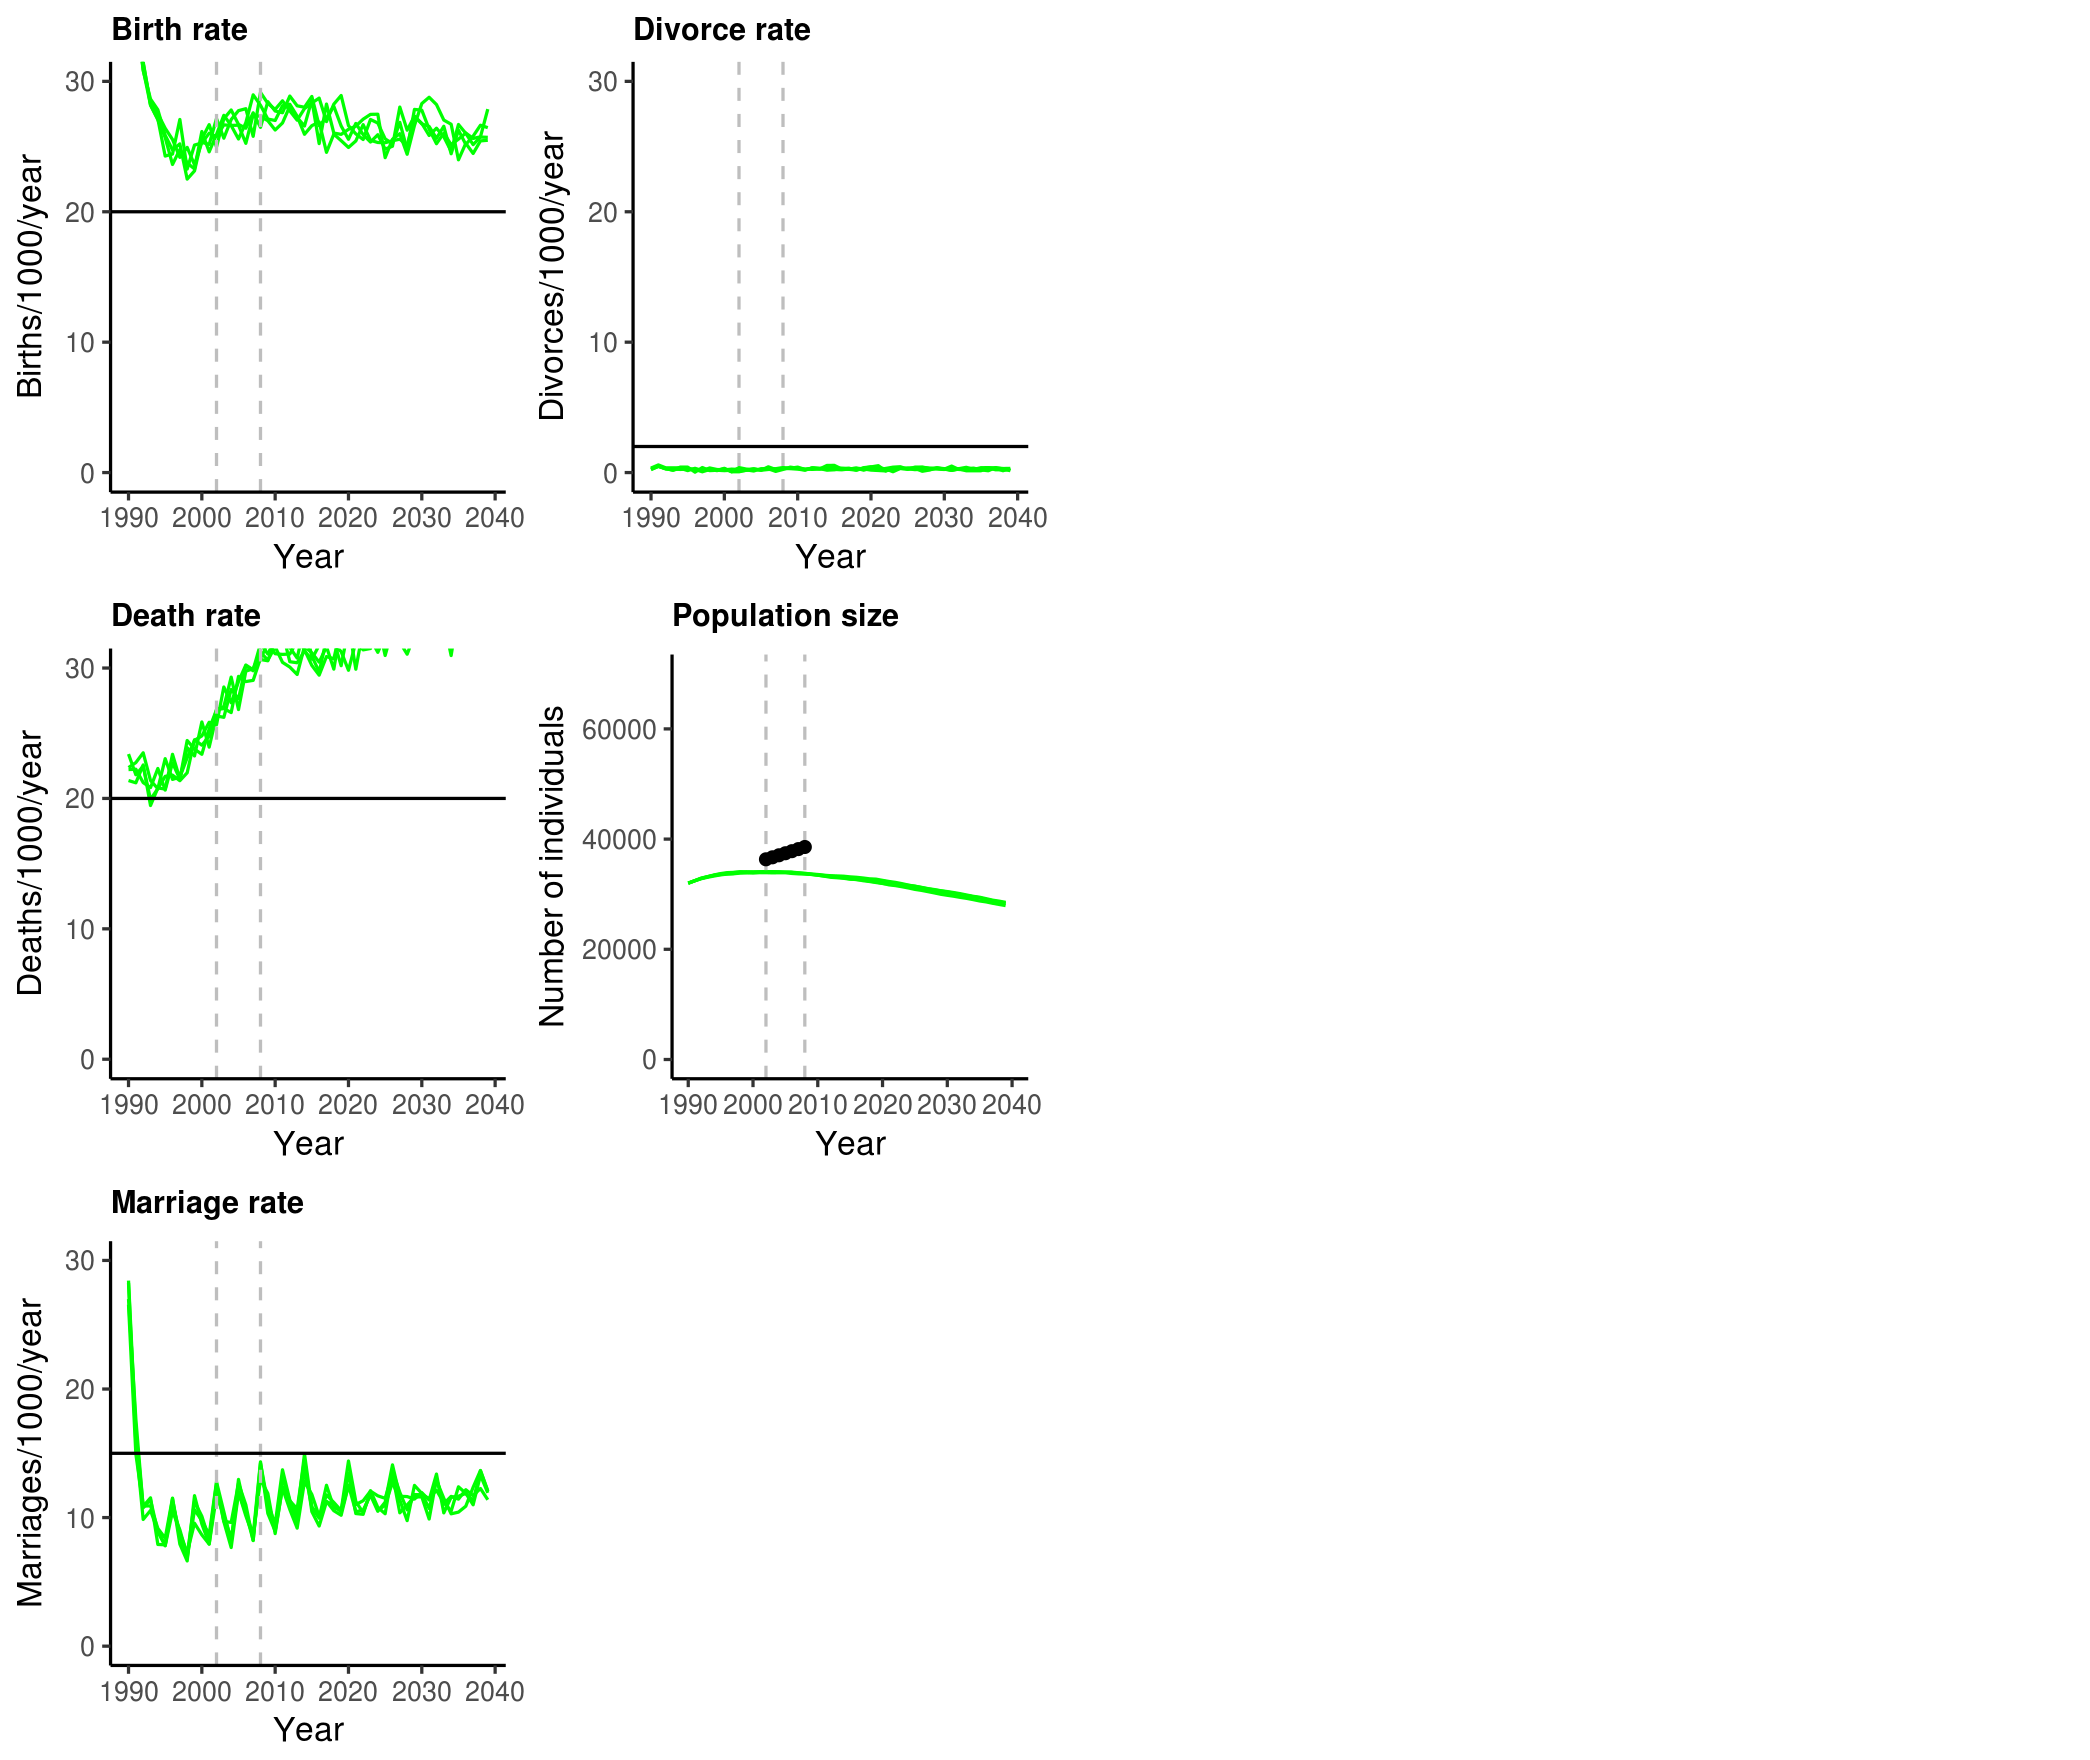 Birth rate
Births/1000/year
30
20
10
0
1990 2000 2010 2020 2030 2040
Year
Divorce rate
Divorces/1000/year
30
20
10
0
1990 2000 2010 2020 2030 2040
Year
Death rate
Deaths/1000/year
30
20
10
0
1990 2000 2010 2020 2030 2040
Year
Population size
Number of individuals
60000
40000
20000
0
1990 2000 2010 2020 2030 2040
Year
Marriage rate
Marriages/1000/year
30
20
10
0
1990 2000 2010 2020 2030 2040
Year